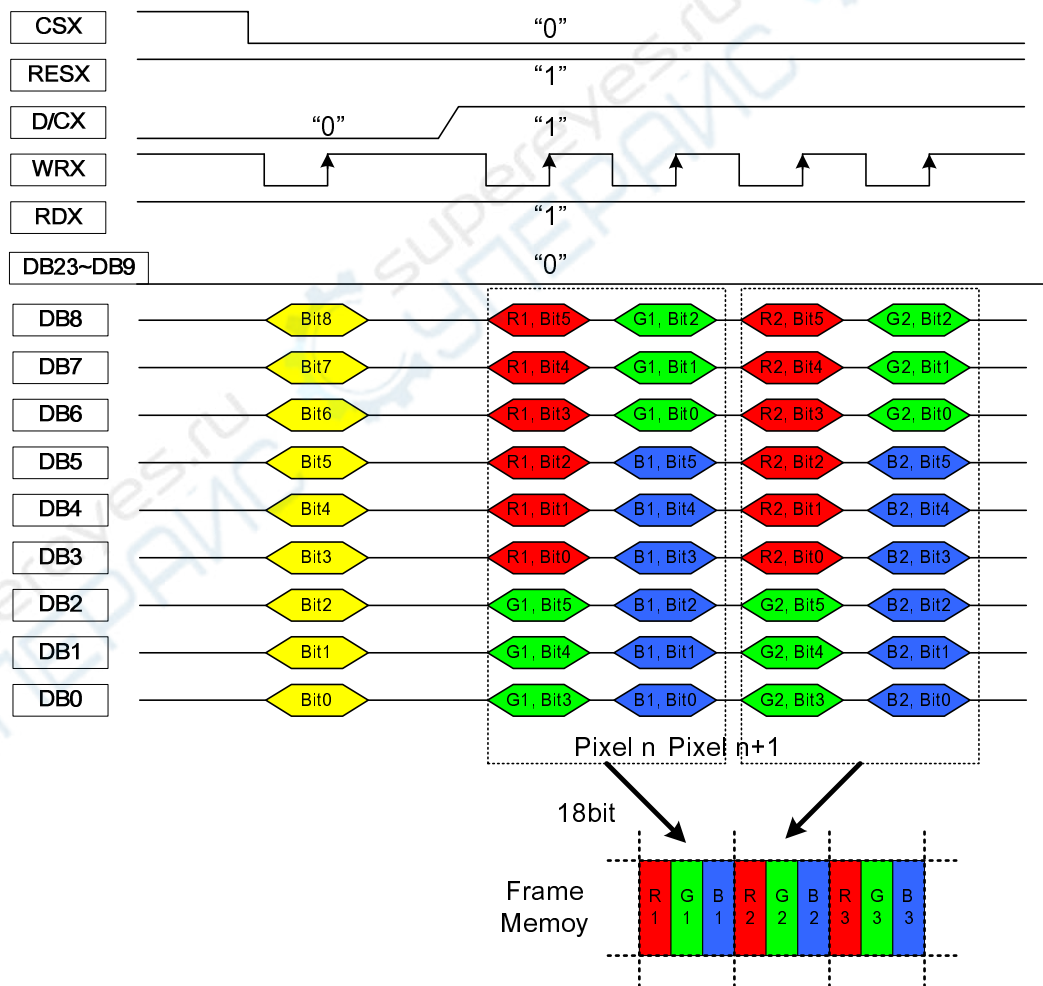 CSX “0”
RESX “1”
D/CX “0” “1”
WRX
RDX “1”
DB23~DB9 “0”
DB8 Bit8 R1, Bit5 G1, Bit2 R2, Bit5 G2, Bit2
DB7 Bit7 R1, Bit4 G1, Bit1 R2, Bit4 G2, Bit1
DB6 Bit6 R1, Bit3 G1, Bit0 R2, Bit3 G2, Bit0
DB5 Bit5 R1, Bit2 B1, Bit5 R2, Bit2 B2, Bit5
DB4 Bit4 R1, Bit1 B1, Bit4 R2, Bit1 B2, Bit4
DB3 Bit3 R1, Bit0 B1, Bit3 R2, Bit0 B2, Bit3
DB2 Bit2 G1, Bit5 B1, Bit2 G2, Bit5 B2, Bit2
DB1 Bit1 G1, Bit4 B1, Bit1 G2, Bit4 B2, Bit1
DB0 Bit0 G1, Bit3 B1, Bit0 G2, Bit3 B2, Bit0
Pixel n Pixel n+1
18bit
Frame
Memoy
R G B R G B R G B
1 1 1 2 2 2 3 3 3
supereyes.ru
СУПЕРАЙС